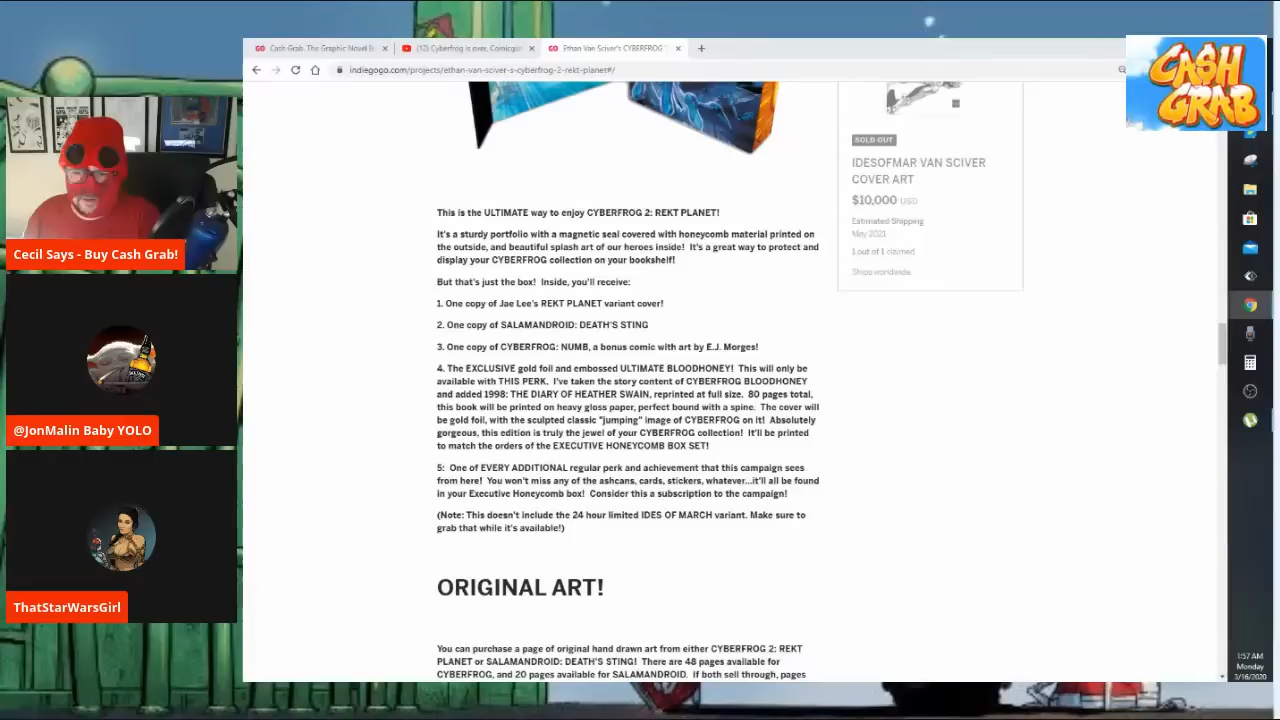 Cash Grab. The Graphic Novel B
(12) Cyberfrog is over, Comicga
Ethan Van Sciver's CYBERFROG
indiegogo.com/projects/ethan-van-sciver-s-cyberfrog-2-rekt-planet#/
CASH
GRAB
SOLD OUT
IDESOFMAR VAN SCIVER
COVER ART
$10,000 USD
Estimated Shipping
May 2021
1 out of 1 claimed
Ships worldwide.
This is the ULTIMATE way to enjoy CYBERFROG 2: REKT PLANET!
It's a sturdy portfolio with a magnetic seal covered with honeycomb material printed on
the outside, and beautiful splash art of our heroes inside! It's a great way to protect and
display your CYBERFROG collection on your bookshelf!
But that's just the box! Inside, you'll receive:
1. One copy of Jae Lee's REKT PLANET variant cover!
2. One copy of SALAMANDROID: DEATH'S STING
3. One copy of CYBERFROG: NUMB, a bonus comic with art by E.J. Morges!
4. The EXCLUSIVE gold foil and embossed ULTIMATE BLOODHONEY! This will only be
available with THIS PERK. I've taken the story content of CYBERFROG BLOODHONEY
and added 1998: THE DIARY OF HEATHER SWAIN, reprinted at full size. 80 pages total,
this book will be printed on heavy gloss paper, perfect bound with a spine. The cover will
be gold foil, with the sculpted classic "jumping" image of CYBERFROG on it! Absolutely
gorgeous, this edition is truly the jewel of your CYBERFROG collection! It'll be printed
to match the orders of the EXECUTIVE HONEYCOMB BOX SET!
5: One of EVERY ADDITIONAL regular perk and achievement that this campaign sees
from here! You won't miss any of the ashcans, cards, stickers, whatever...it'll all be found
in your Executive Honeycomb box! Consider this a subscription to the campaign!
(Note: This doesn't include the 24 hour limited IDES OF MARCH variant. Make sure to
grab that while it's available!)
ORIGINAL ART!
You can purchase a page of original hand drawn art from either CYBERFROG 2: REKT
PLANET or SALAMANDROID: DEATH'S STING! There are 48 pages available for
CYBERFROG, and 20 pages available for SALAMANDROID. If both sell through, pages
Cecil Says - Buy Cash Grab!
@JonMalin Baby YOLO
ThatStarWarsGirl
1:57 AM
Monday
3/16/2020